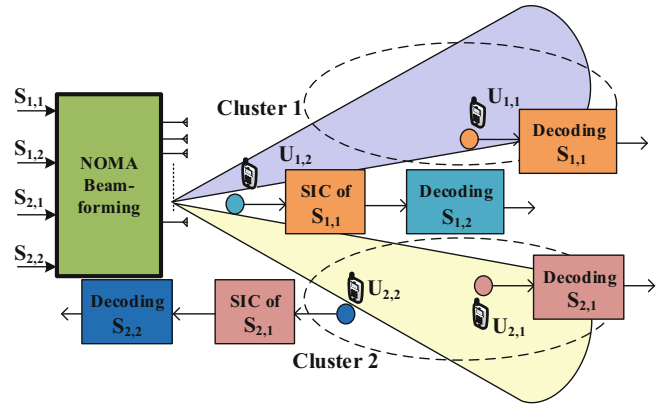 S1,1
S1,2
S2,1
S2,2
NOMA
Beam-
forming
Cluster 1
U1,1
Decoding
S1,1
U1,2
SIC of
S1,1
Decoding
S1,2
Decoding
S2,2
SIC of
S2,1
U2,2
U2,1
Decoding
S2,1
Cluster 2